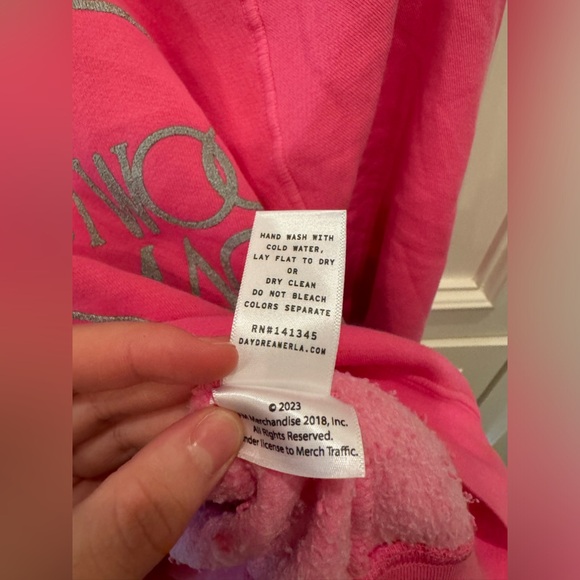 HAND WASH WITH
COLD WATER,
LAY FLAT TO DRY
OR
DRY CLEAN
DO NOT BLEACH
COLORS SEPARATE
RN#141345
DAYDREAMERLA.COM
© 2023
Merchandise 2018, Inc.
All Rights Reserved.
under license to Merch Traffic.